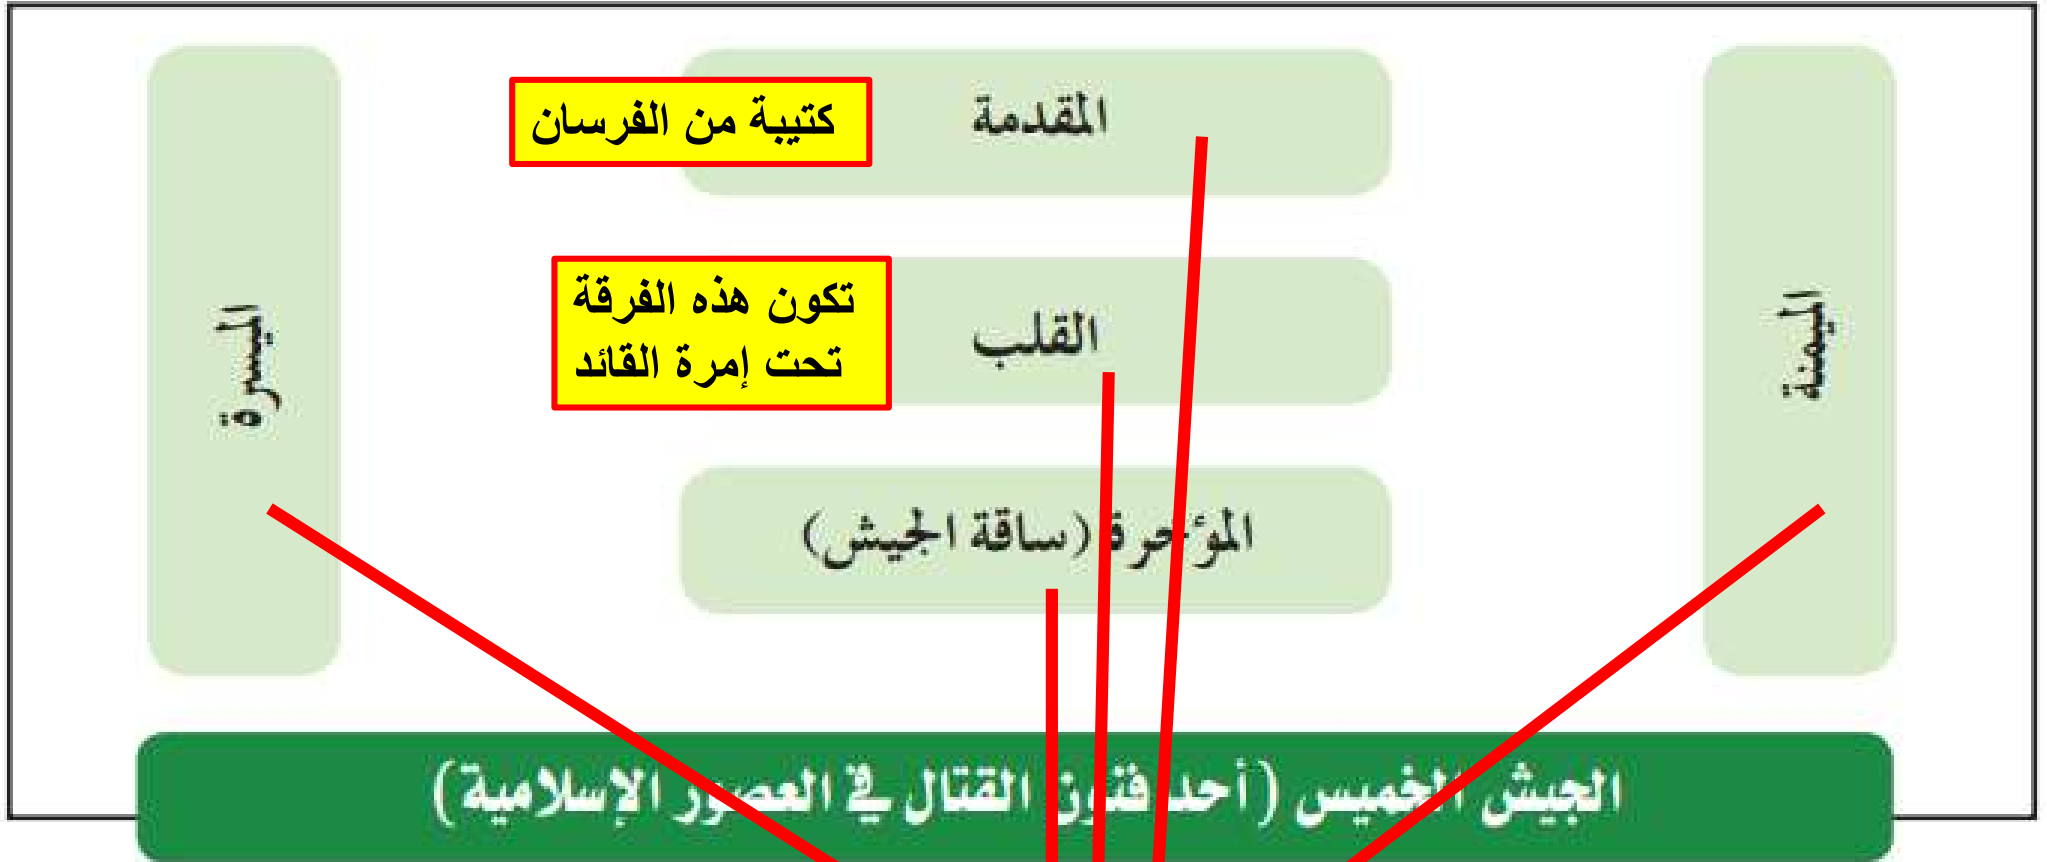 المقدمة
كتيبة من الفرسان
الميمنة
القلب
تكون هذه الفرقة
تحت إمرة القائد
الميسرة
المؤخرة (ساقة الجيش)
الجيش الخميس (أحد فنون القتال في العصور الإسلامية)